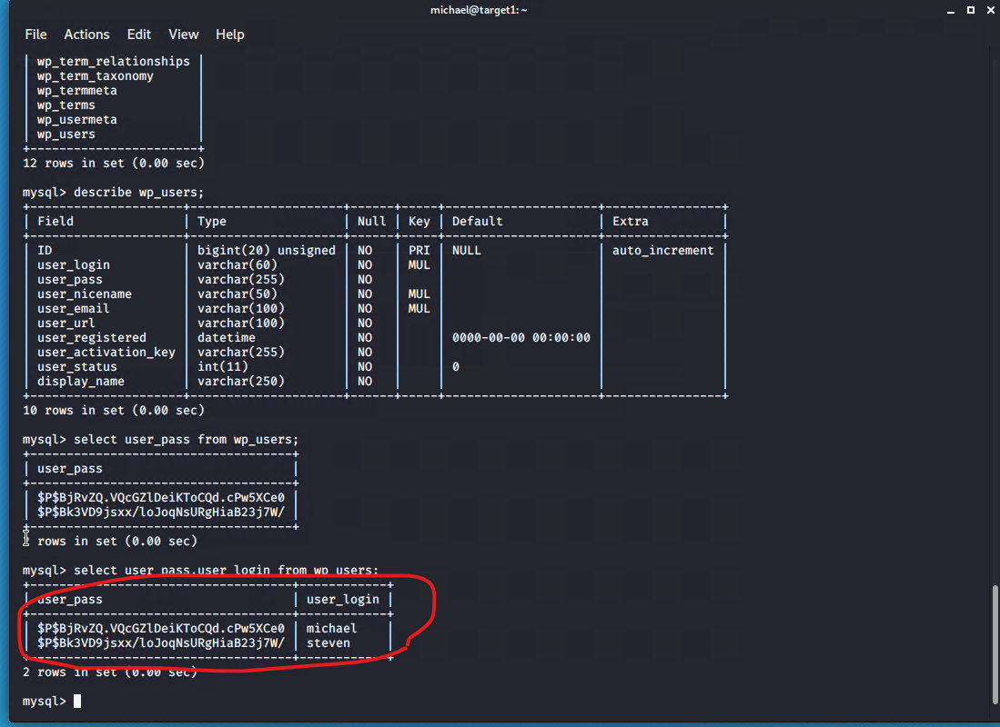 michael@target1: ~
File Actions Edit View Help
| wp_term_relationships |
| wp_term_taxonomy |
| wp_termmeta |
| wp_terms |
| wp_usermeta |
| wp_users |
+-----------------------+
12 rows in set (0.00 sec)
mysql> describe wp_users;
+---------------------+---------------------+------+-----+---------------------+----------------+
| Field | Type | Null | Key | Default | Extra |
+---------------------+---------------------+------+-----+---------------------+----------------+
| ID | bigint(20) unsigned | NO | PRI | NULL | auto_increment |
| user_login | varchar(60) | NO | MUL | | |
| user_pass | varchar(255) | NO | | | |
| user_nicename | varchar(50) | NO | MUL | | |
| user_email | varchar(100) | NO | MUL | | |
| user_url | varchar(100) | NO | | | |
| user_registered | datetime | NO | | 0000-00-00 00:00:00 | |
| user_activation_key | varchar(255) | NO | | | |
| user_status | int(11) | NO | | 0 | |
| display_name | varchar(250) | NO | | | |
+---------------------+---------------------+------+-----+---------------------+----------------+
10 rows in set (0.00 sec)
mysql> select user_pass from wp_users;
+------------------------------------+
| user_pass |
+------------------------------------+
| $P$BjRvZQ.VQcGZlDeiKToCQd.cPw5XCe0 |
| $P$Bk3VD9jsxx/loJoqNsURgHiaB23j7W/ |
+------------------------------------+
rows in set (0.00 sec)
mysql> select user_pass,user_login from wp_users;
+------------------------------------+------------+
| user_pass | user_login |
+------------------------------------+------------+
| $P$BjRvZQ.VQcGZlDeiKToCQd.cPw5XCe0 | michael |
| $P$Bk3VD9jsxx/loJoqNsURgHiaB23j7W/ | steven |
+------------------------------------+------------+
2 rows in set (0.00 sec)
mysql>